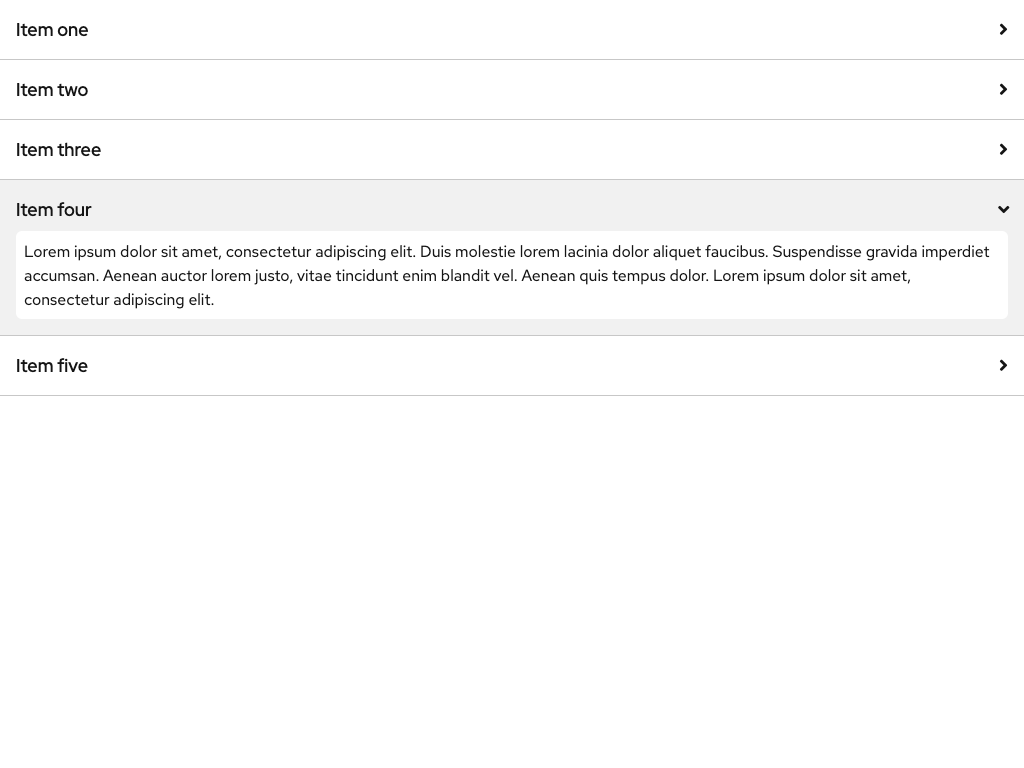 Item one
Item two
Item three
Item four
Lorem ipsum dolor sit amet, consectetur adipiscing elit. Duis molestie lorem lacinia dolor aliquet faucibus. Suspendisse gravida imperdiet
accumsan. Aenean auctor lorem justo, vitae tincidunt enim blandit vel. Aenean quis tempus dolor. Lorem ipsum dolor sit amet,
consectetur adipiscing elit.
Item five